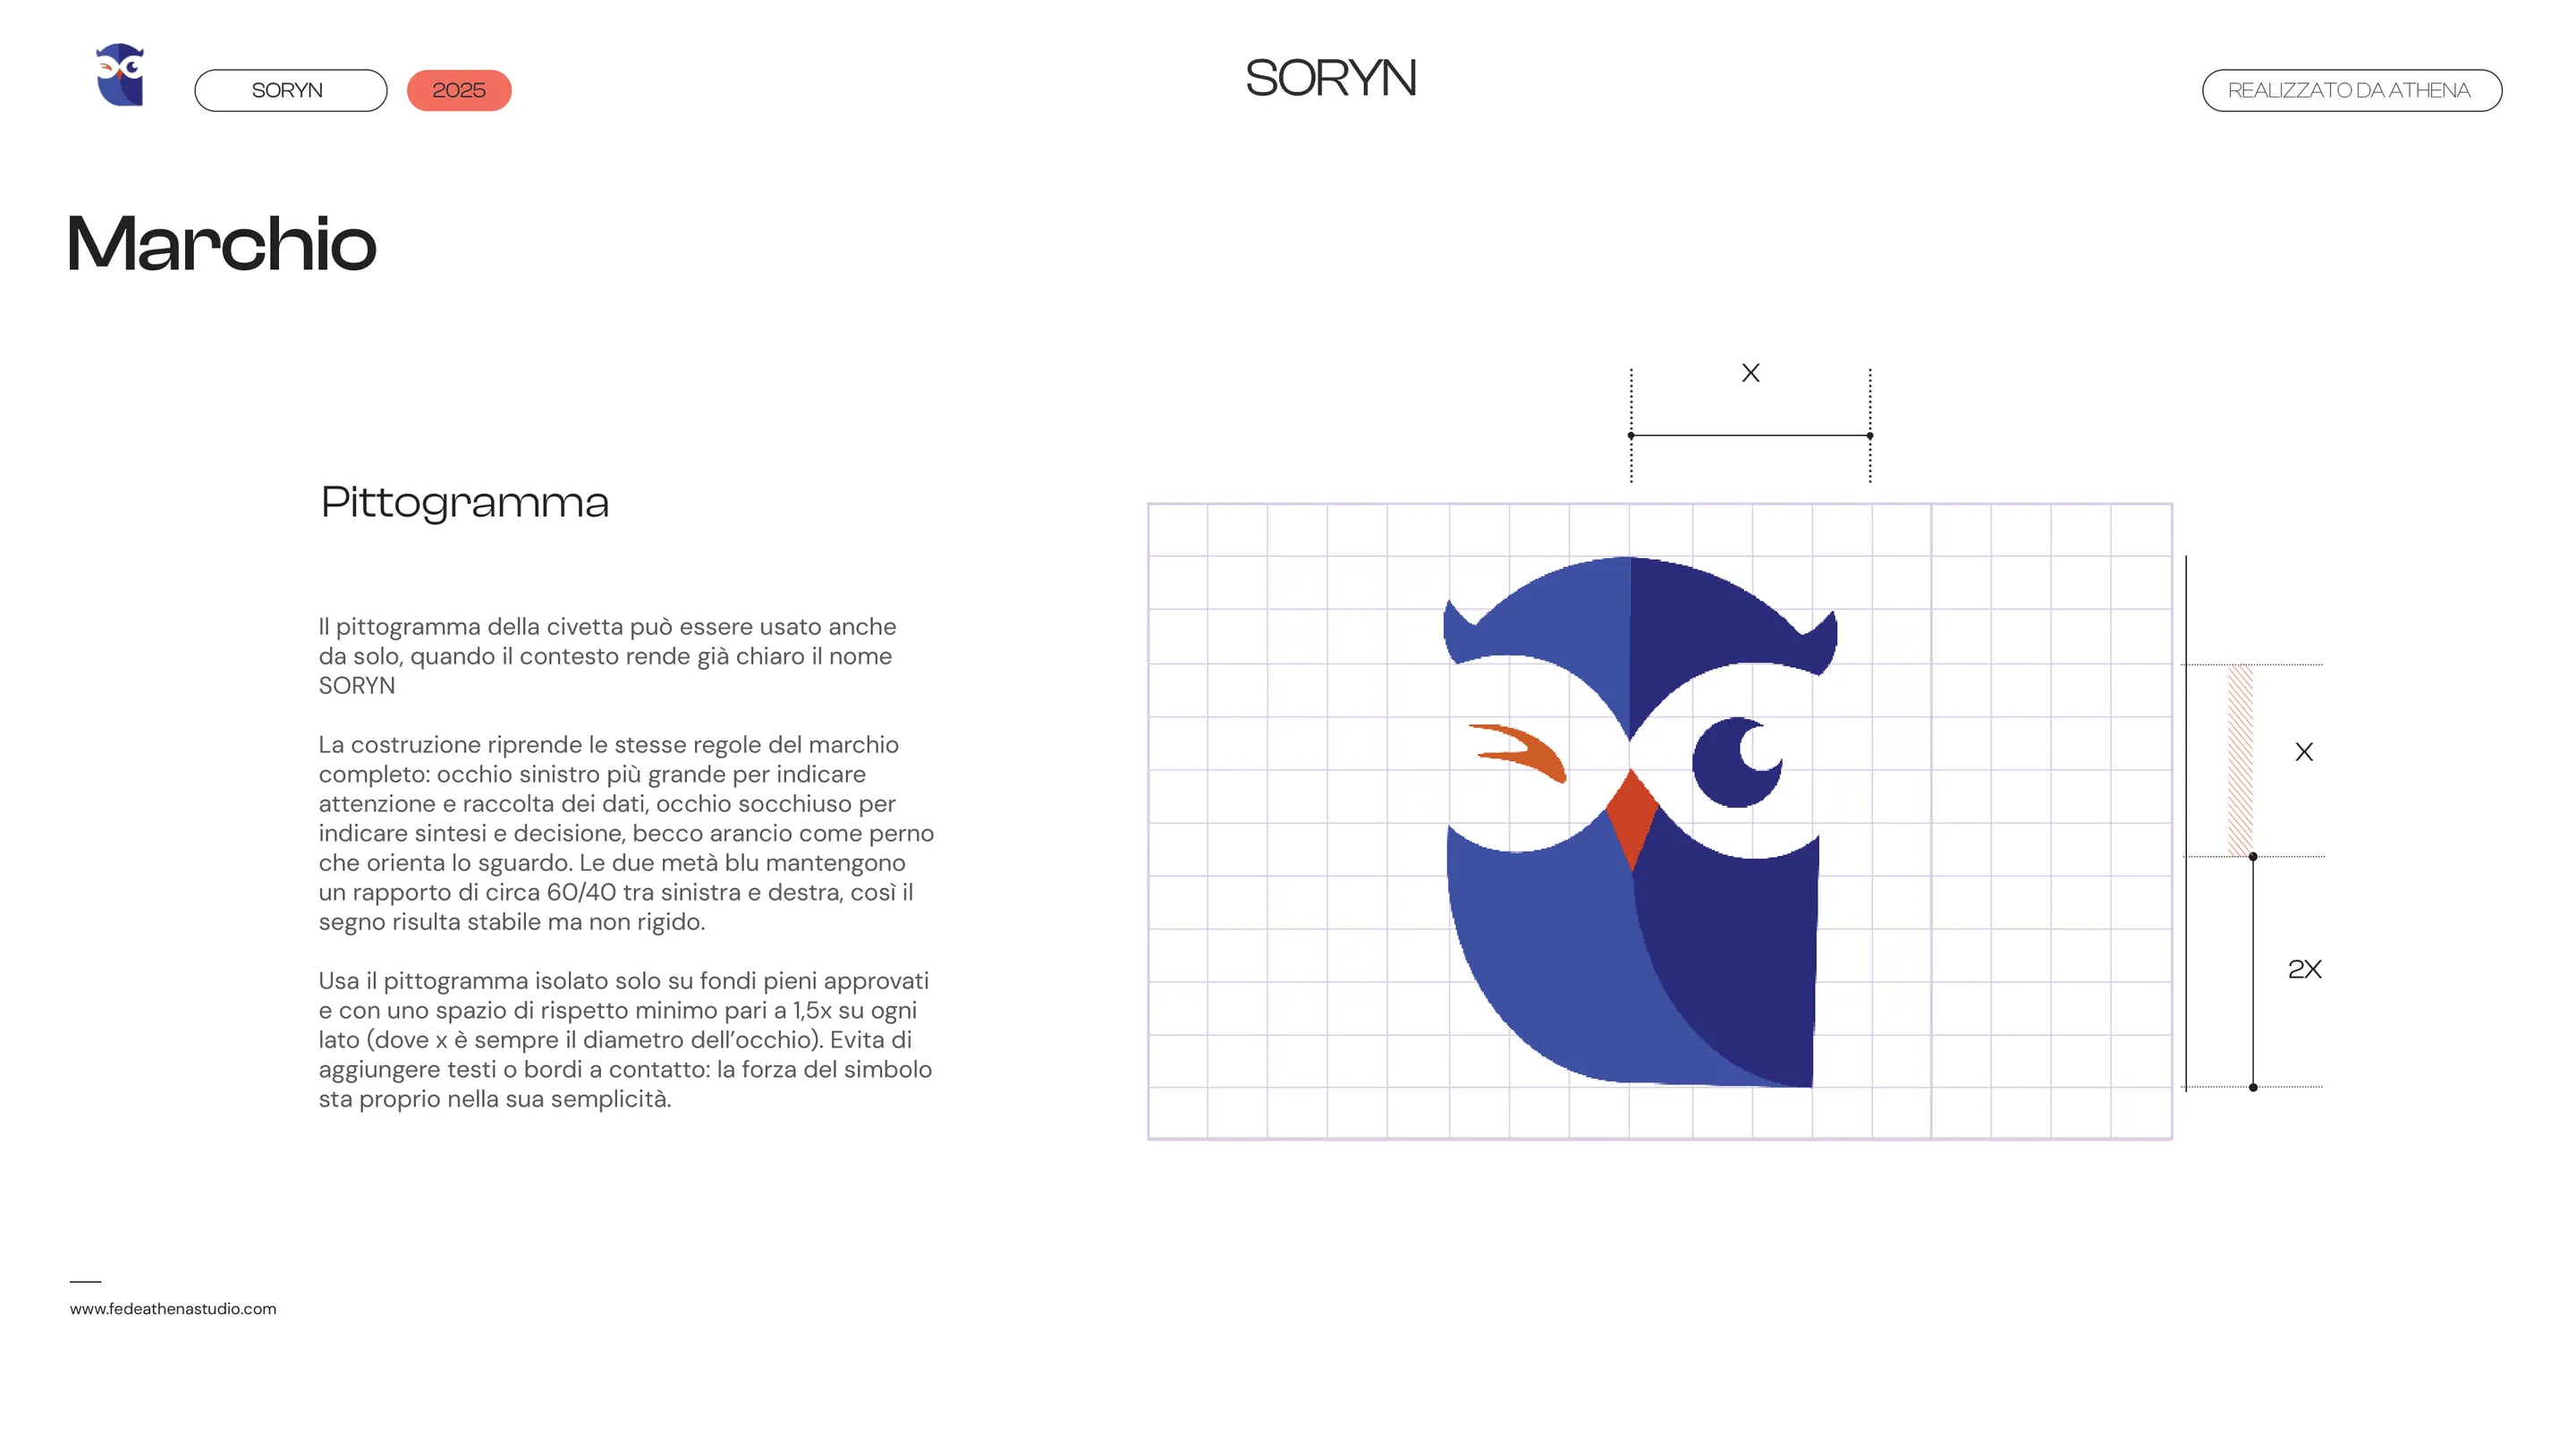 SORYN
2025
SORYN
REALIZZATO DA ATHENA
Marchio
Pittogramma
Il pittogramma della civetta può essere usato anche
da solo, quando il contesto rende già chiaro il nome
SORYN
La costruzione riprende le stesse regole del marchio
completo: occhio sinistro più grande per indicare
attenzione e raccolta dei dati, occhio socchiuso per
indicare sintesi e decisione, becco arancio come perno
che orienta lo sguardo. Le due metà blu mantengono
un rapporto di circa 60/40 tra sinistra e destra, così il
segno risulta stabile ma non rigido.
Usa il pittogramma isolato solo su fondi pieni approvati
e con uno spazio di rispetto minimo pari a 1,5x su ogni
lato (dove x è sempre il diametro dell’occhio). Evita di
aggiungere testi o bordi a contatto: la forza del simbolo
sta proprio nella sua semplicità.
X
X
2X
www.fedeathenastudio.com